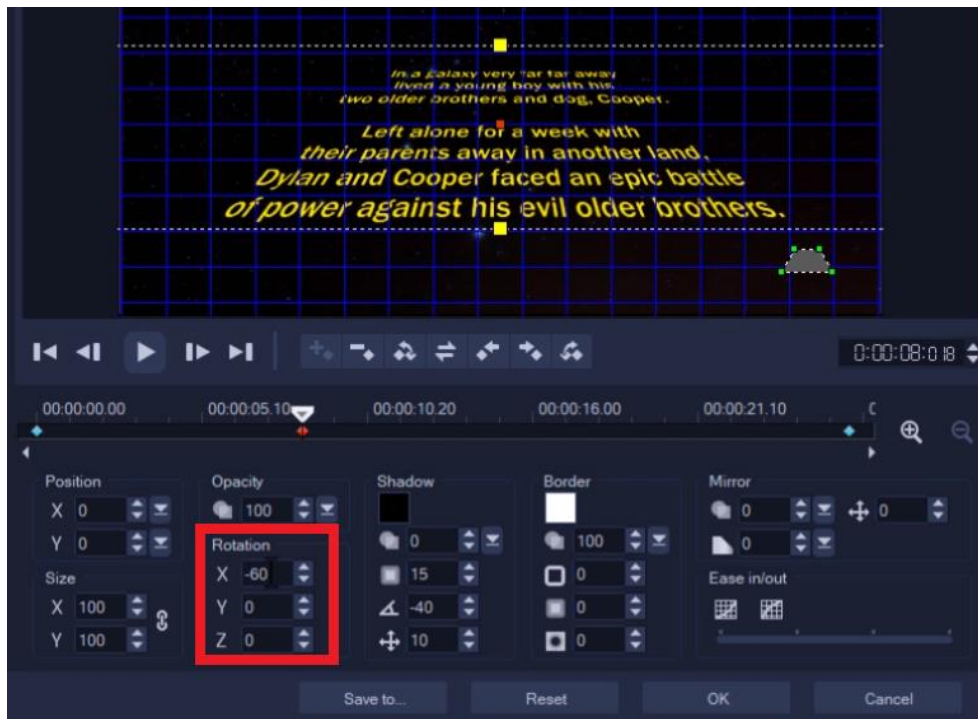 In a galaxy very far far away
lived a young boy with his
two older brothers and dog, Cooper.
Left alone for a week with
their parents away in another land,
Dylan and Cooper faced an epic battle
of power against his evil older brothers.
0:00:08:018
00:00:00.00 00:00:05.10 00:00:10.20 00:00:16.00 00:00:21.10
Position Opacity Shadow Border Mirror
X 0 100 0 0
Y 0 Rotation 0 100 0
Size X -60 15 0 Ease in/out
X 100 Y 0 -40 0
Y 100 Z 0 10 0
Save to... Reset OK Cancel